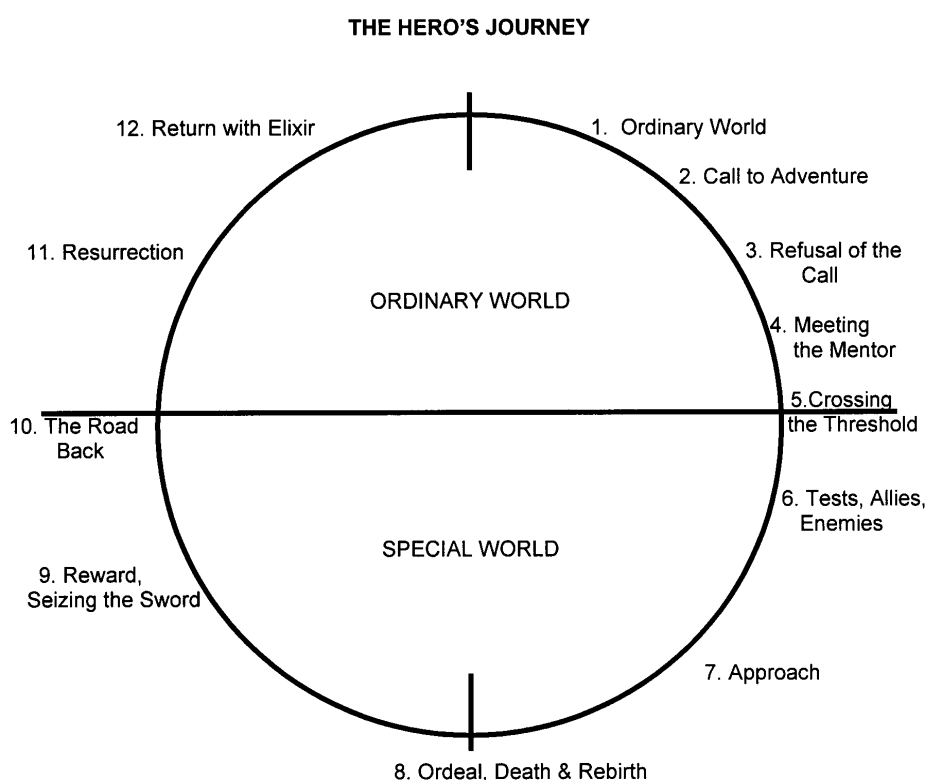 THE HERO'S JOURNEY
12. Return with Elixir
1. Ordinary World
2. Call to Adventure
11. Resurrection
3. Refusal of the
Call
ORDINARY WORLD
4. Meeting
the Mentor
5.Crossing
the Threshold
10. The Road
Back
6. Tests, Allies,
Enemies
SPECIAL WORLD
9. Reward,
Seizing the Sword
7. Approach
8. Ordeal, Death & Rebirth